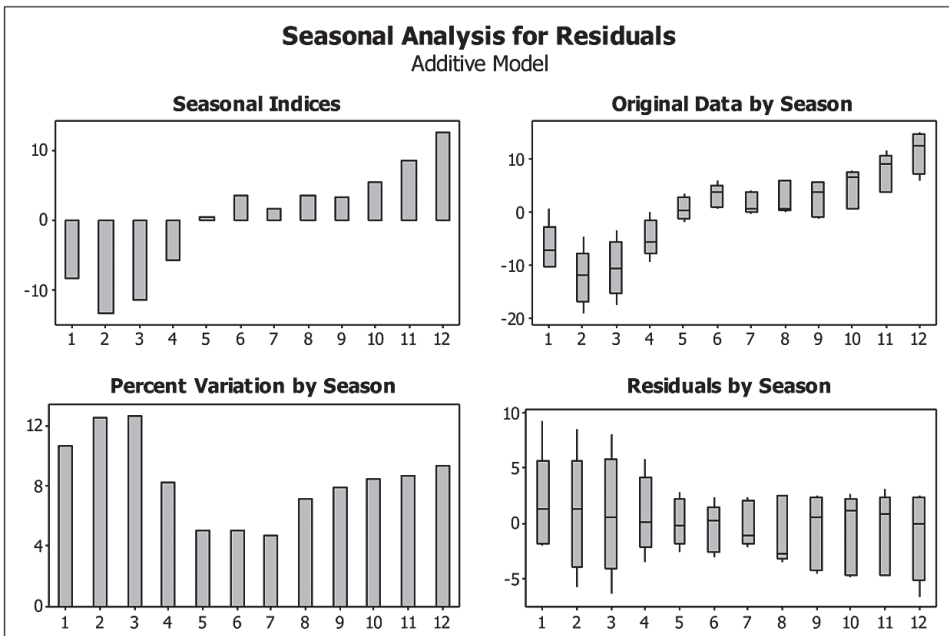 Seasonal Analysis for Residuals
Additive Model
Seasonal Indices
10
0
-10
1 2 3 4 5 6 7 8 9 10 11 12
Original Data by Season
10
0
-10
-20
1 2 3 4 5 6 7 8 9 10 11 12
Percent Variation by Season
12
8
4
0
1 2 3 4 5 6 7 8 9 10 11 12
Residuals by Season
10
5
0
-5
1 2 3 4 5 6 7 8 9 10 11 12